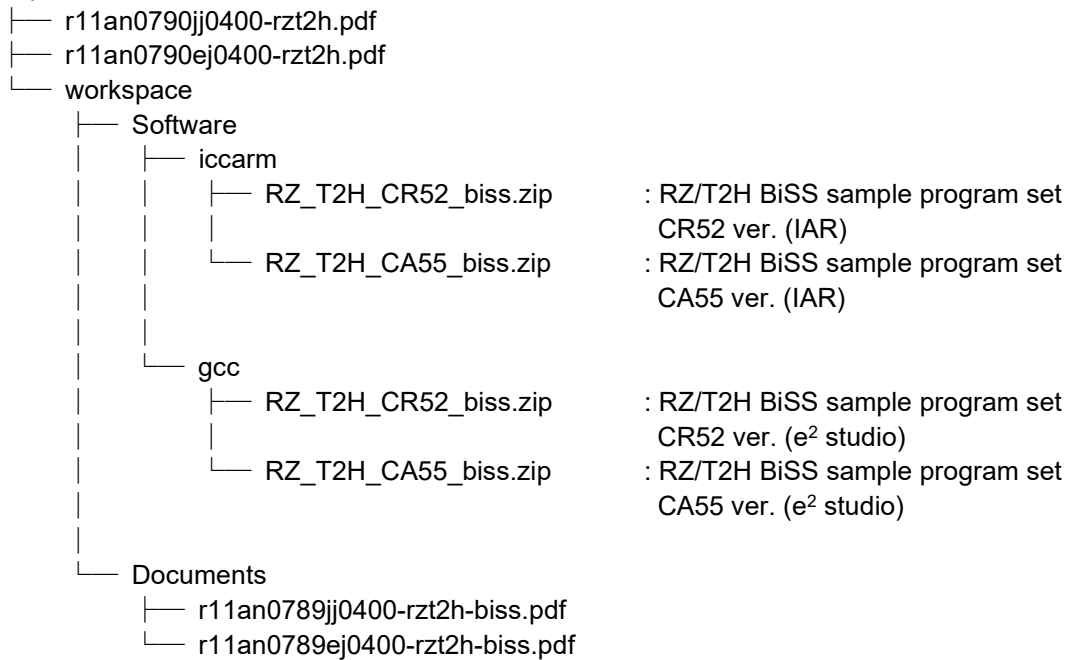 r11an0790jj0400-rzt2h.pdf
r11an0790ej0400-rzt2h.pdf
workspace
Software
iccarm
RZ_T2H_CR52_biss.zip : RZ/T2H BiSS sample program set
CR52 ver. (IAR)
RZ_T2H_CA55_biss.zip : RZ/T2H BiSS sample program set
CA55 ver. (IAR)
gcc
RZ_T2H_CR52_biss.zip : RZ/T2H BiSS sample program set
CR52 ver. (e² studio)
RZ_T2H_CA55_biss.zip : RZ/T2H BiSS sample program set
CA55 ver. (e² studio)
Documents
r11an0789jj0400-rzt2h-biss.pdf
r11an0789ej0400-rzt2h-biss.pdf